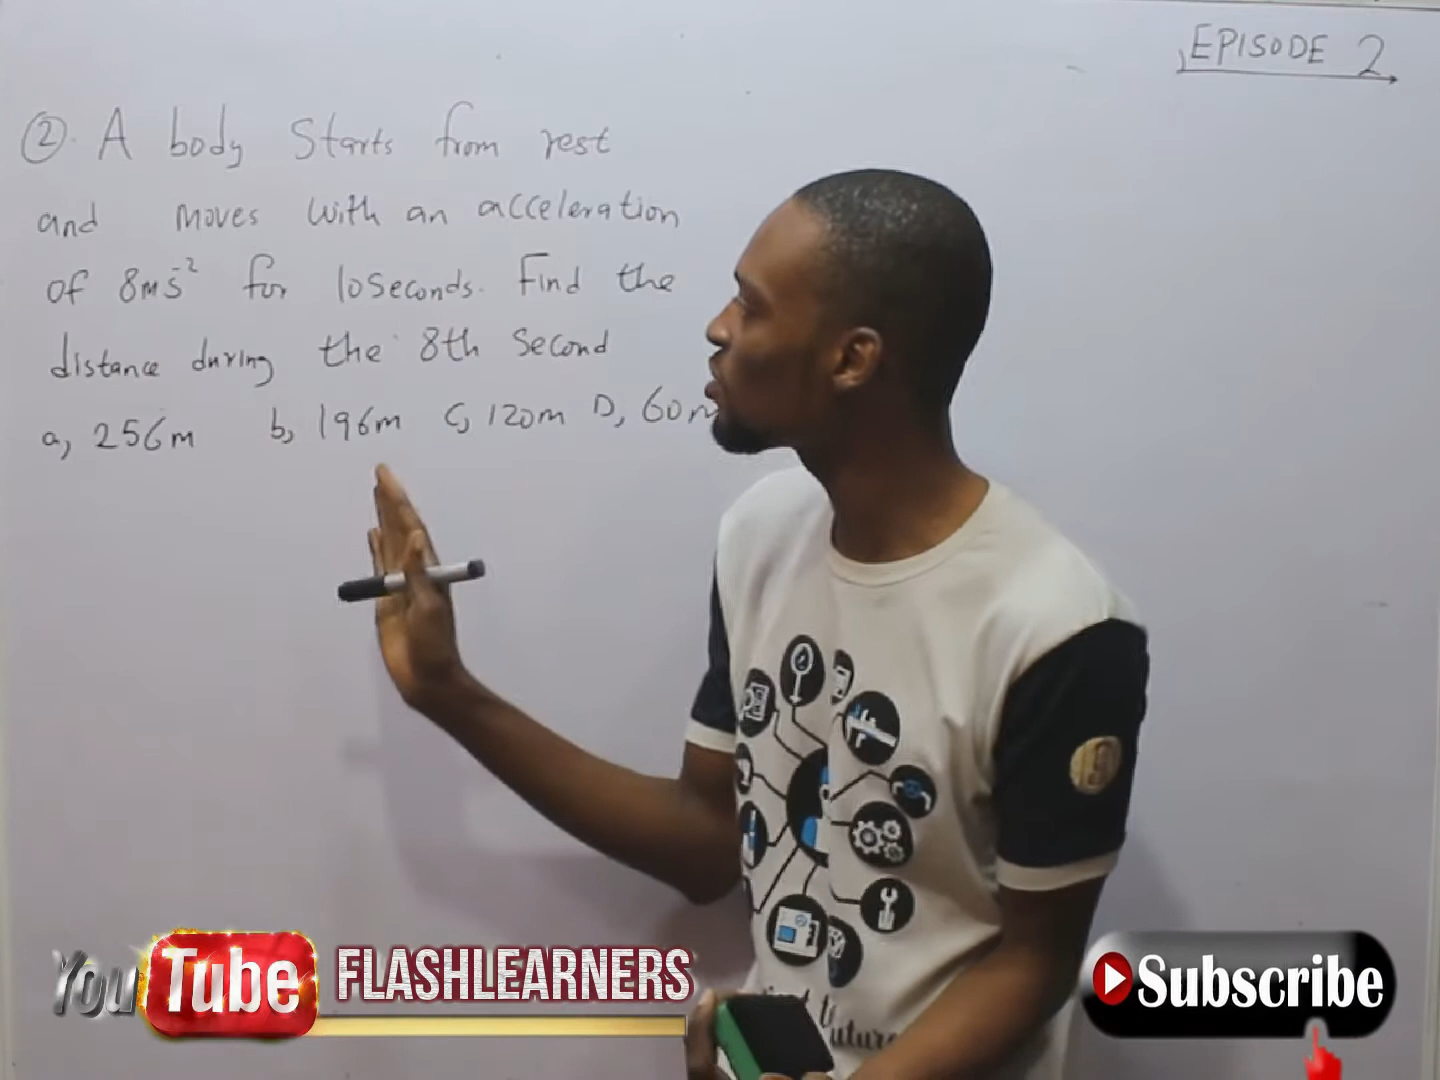 EPISODE 2
②. A body starts from rest
and moves with an acceleration
of 8ms⁻² for 10seconds. Find the
distance during the 8th second
a, 256m b, 196m C, 120m D, 60m
YouTube FLASHLEARNERS
Subscribe